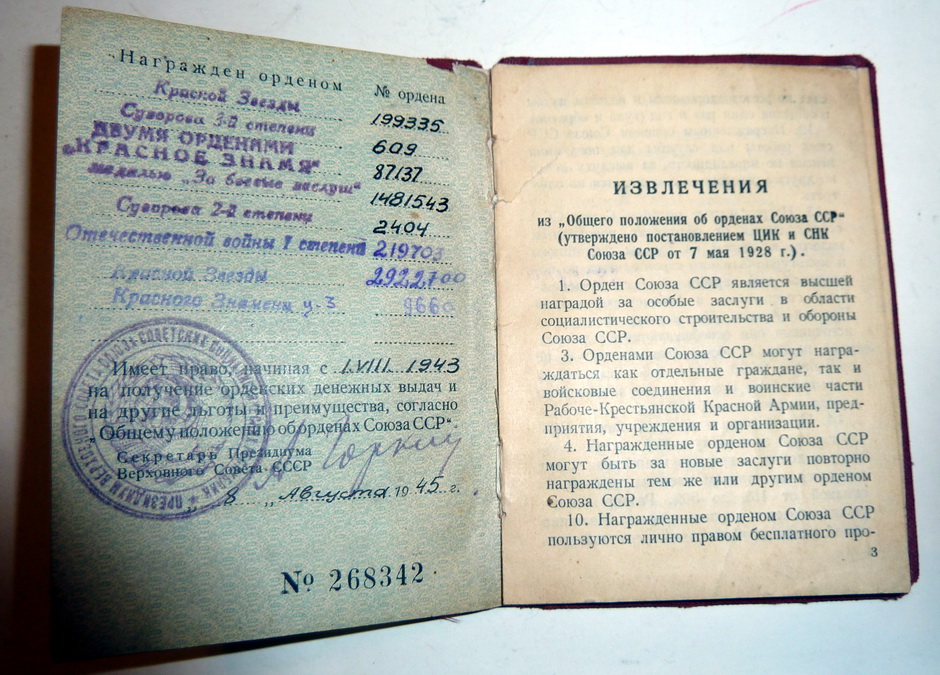 Награжден орденом № ордена
Красной Звезды 199335
Суворова 3-й степени 609
ДВУМЯ ОРДЕНАМИ
„КРАСНОЕ ЗНАМЯ" 87137
медалью „За боевые заслуги" 1481543
Суворова 2-й степени 2404
Отечественной войны I степени 219703
Красной Звезды 2922700
Красного Знамени у-3 8660
Имеет право, начиная с 1.VIII 1943
на получение орденских денежных выдач и
на другие льготы и преимущества, согласно
„Общему положению об орденах Союза ССР".
Секретарь Президиума
Верховного Совета СССР
А Горкин
„8" Августа 1945 г.
№ 268342
ИЗВЛЕЧЕНИЯ
из „Общего положения об орденах Союза ССР"
(утверждено постановлением ЦИК и СНК
Союза ССР от 7 мая 1928 г.).
1. Орден Союза ССР является высшей
наградой за особые заслуги в области
социалистического строительства и обороны
Союза ССР.
3. Орденами Союза ССР могут награ-
ждаться как отдельные граждане, так и
войсковые соединения и воинские части
Рабоче-Крестьянской Красной Армии, пред-
приятия, учреждения и организации.
4. Награжденные орденом Союза ССР
могут быть за новые заслуги повторно
награждены тем же или другим орденом
Союза ССР.
10. Награжденные орденом Союза ССР
пользуются лично правом бесплатного про-
3